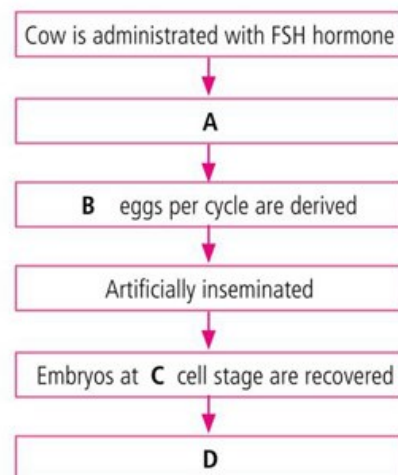 Cow is administrated with FSH hormone
A
B eggs per cycle are derived
Artificially inseminated
Embryos at C cell stage are recovered
D